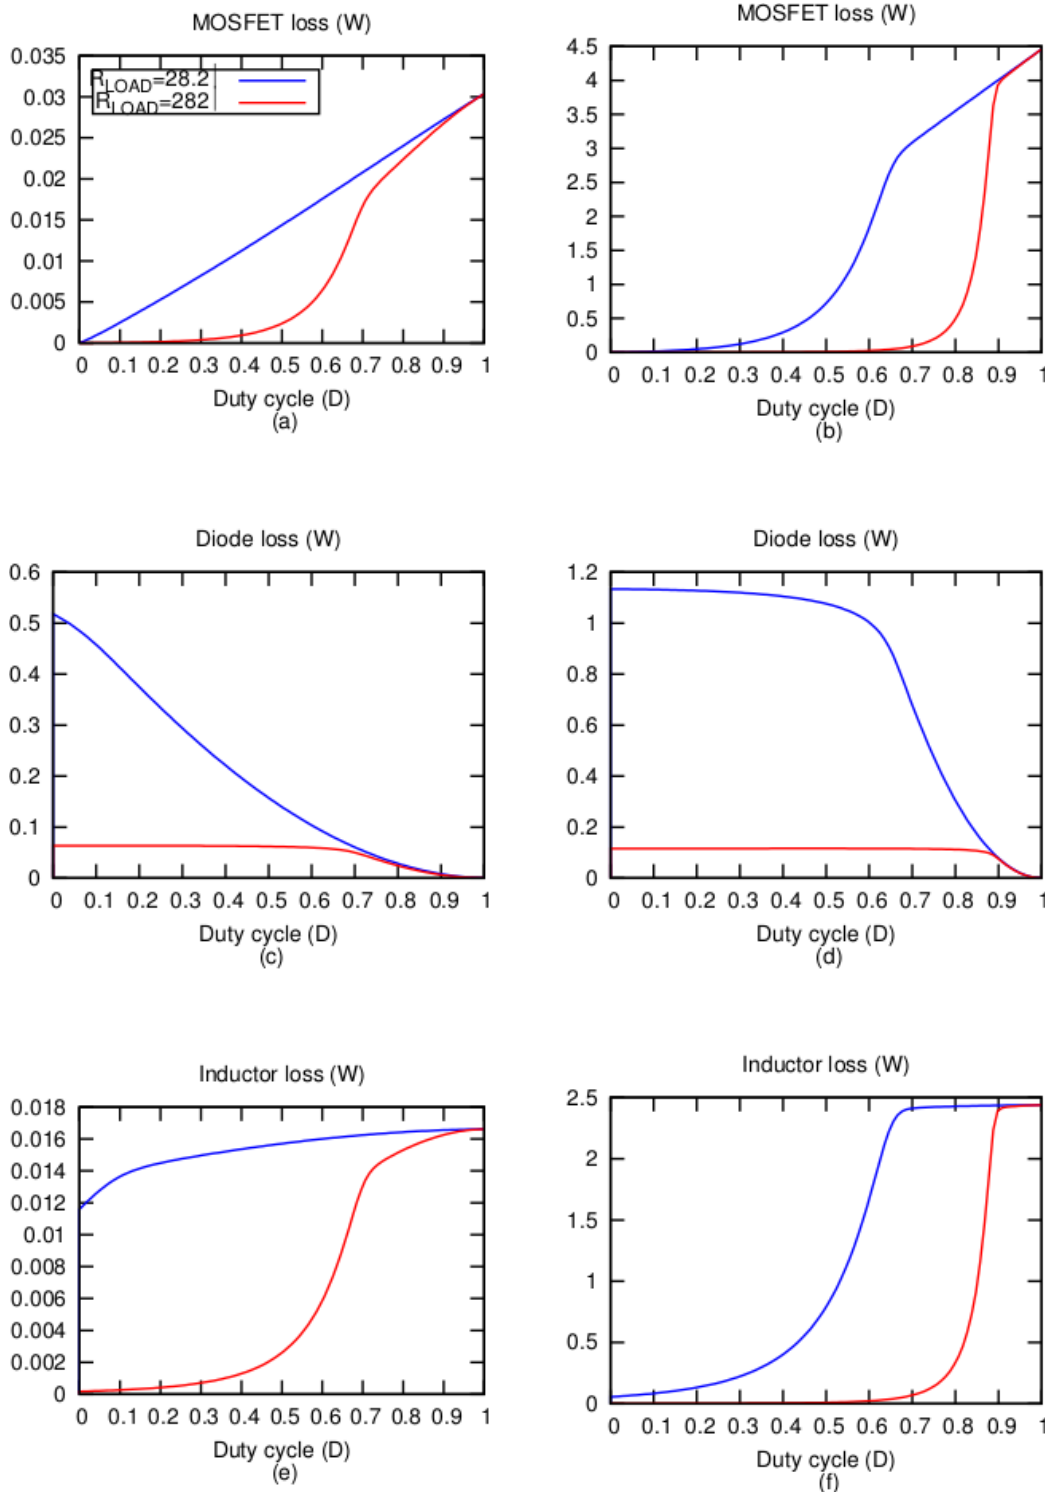 MOSFET loss (W)
0.035
0.03
0.025
0.02
0.015
0.01
0.005
0
R_LOAD=28.2
R_LOAD=282
0 0.1 0.2 0.3 0.4 0.5 0.6 0.7 0.8 0.9 1
Duty cycle (D)
(a)
MOSFET loss (W)
4.5
4
3.5
3
2.5
2
1.5
1
0.5
0
0 0.1 0.2 0.3 0.4 0.5 0.6 0.7 0.8 0.9 1
Duty cycle (D)
(b)
Diode loss (W)
0.6
0.5
0.4
0.3
0.2
0.1
0
0 0.1 0.2 0.3 0.4 0.5 0.6 0.7 0.8 0.9 1
Duty cycle (D)
(c)
Diode loss (W)
1.2
1
0.8
0.6
0.4
0.2
0
0 0.1 0.2 0.3 0.4 0.5 0.6 0.7 0.8 0.9 1
Duty cycle (D)
(d)
Inductor loss (W)
0.018
0.016
0.014
0.012
0.01
0.008
0.006
0.004
0.002
0
0 0.1 0.2 0.3 0.4 0.5 0.6 0.7 0.8 0.9 1
Duty cycle (D)
(e)
Inductor loss (W)
2.5
2
1.5
1
0.5
0
0 0.1 0.2 0.3 0.4 0.5 0.6 0.7 0.8 0.9 1
Duty cycle (D)
(f)